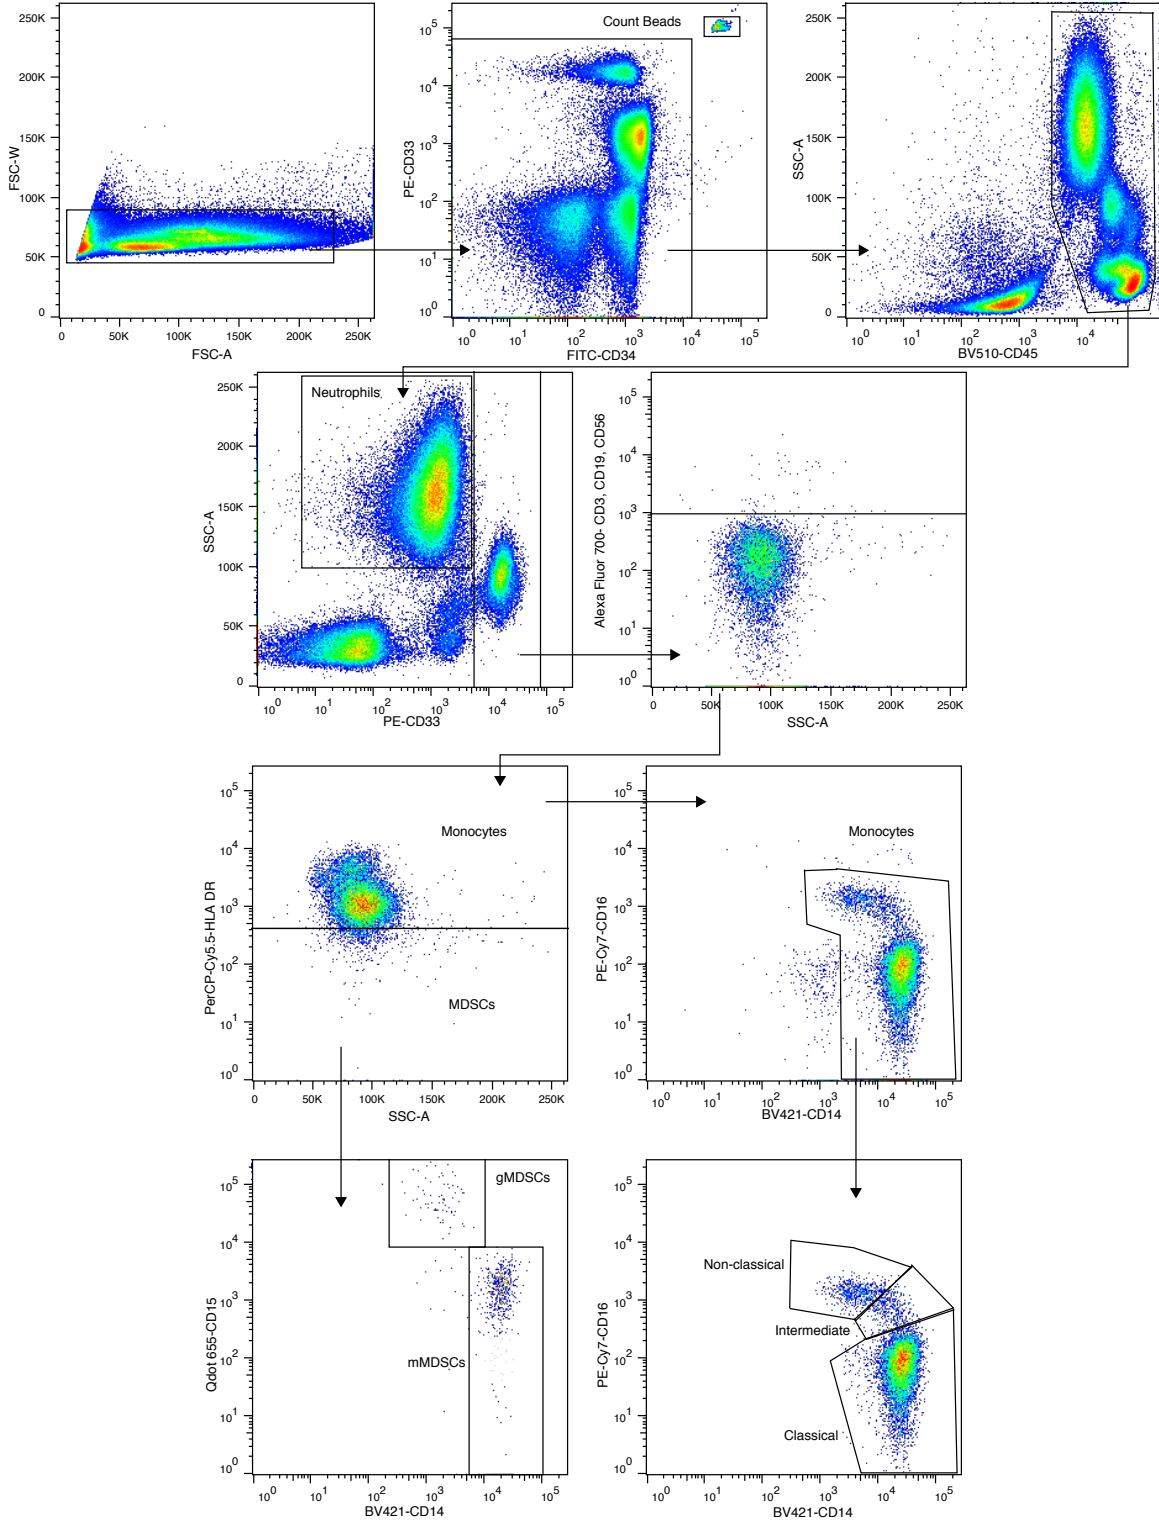 Count Beads
250K
200K
150K
100K
50K
0
FSC-W
0
50K
100K
150K
200K
250K
FSC-A
10^5
10^4
10^3
10^2
10^1
10^0
PE-CD33
10^0
10^1
10^2
10^3
10^4
10^5
FITC-CD34
250K
200K
150K
100K
50K
0
SSC-A
10^0
10^1
10^2
10^3
10^4
BV510-CD45
Neutrophils
250K
200K
150K
100K
50K
0
SSC-A
10^0
10^1
10^2
10^3
10^4
10^5
PE-CD33
10^5
10^4
10^3
10^2
10^1
10^0
Alexa Fluor 700- CD3, CD19, CD56
0
50K
100K
150K
200K
250K
SSC-A
Monocytes
MDSCs
10^5
10^4
10^3
10^2
10^1
10^0
PerCP-Cy5.5-HLA DR
0
50K
100K
150K
200K
250K
SSC-A
Monocytes
10^5
10^4
10^3
10^2
10^1
10^0
PE-Cy7-CD16
10^0
10^1
10^2
10^3
10^4
10^5
BV421-CD14
gMDSCs
mMDSCs
10^5
10^4
10^3
10^2
10^1
10^0
Qdot 655-CD15
10^0
10^1
10^2
10^3
10^4
10^5
BV421-CD14
Non-classical
Intermediate
Classical
10^5
10^4
10^3
10^2
10^1
10^0
PE-Cy7-CD16
10^0
10^1
10^2
10^3
10^4
10^5
BV421-CD14